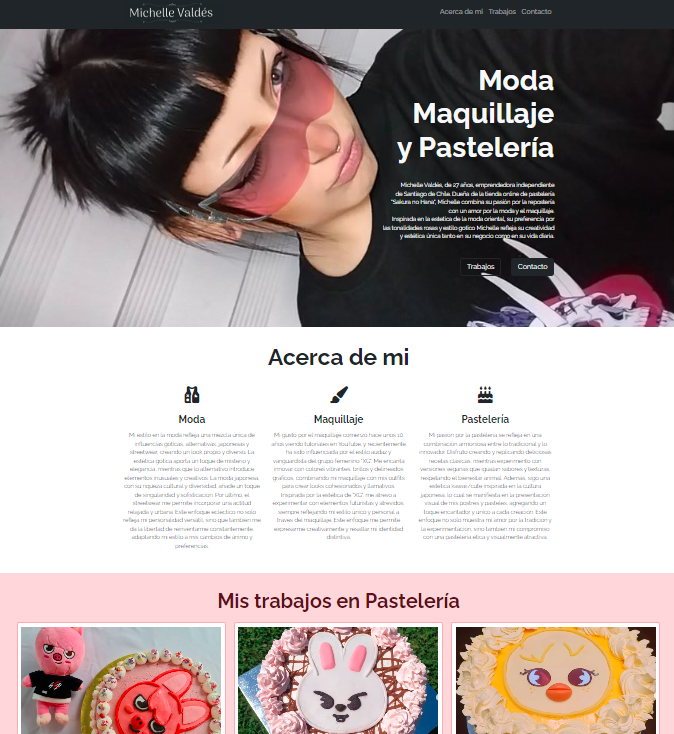 Michelle Valdés
Acerca de mi Trabajos Contacto
Moda
Maquillaje
y Pastelería
Michelle Valdés, de 27 años, emprendedora independiente
de Santiago de Chile. Dueña de la tienda online de pastelería
"Sakura no Hana", Michelle combina su pasión por la repostería
con un amor por la moda y el maquillaje.
Inspirada en la estetica de la moda oriental, su preferencia por
las tonalidades rosas y estilo gotico Michelle refleja su creatividad
y estética única tanto en su negocio como en su vida diaria.
Trabajos Contacto
Acerca de mi
Moda
Mi estilo en la moda refleja una mezcla única de
influencias góticas, alternativas, japonesas y
streetwear, creando un look propio y diverso. La
estética gótica aporta un toque de misterio y
elegancia, mientras que lo alternativo introduce
elementos inusuales y creativos. La moda japonesa,
con su riqueza cultural y diversidad, añade un toque
de singularidad y sofisticación. Por último, el
streetwear me permite incorporar una actitud
relajada y urbana. Este enfoque ecléctico no solo
refleja mi personalidad versátil, sino que también me
da la libertad de reinventarme constantemente,
adaptando mi estilo a mis cambios de ánimo y
preferencias.
Maquillaje
Mi gusto por el maquillaje comenzó hace unos 10
años viendo tutoriales en YouTube, y recientemente
ha sido influenciada por el estilo audaz y
vanguardista del grupo femenino "XG". Me encanta
innovar con colores vibrantes, brillos y delineados
gráficos, combinando mi maquillaje con mis outfits
para crear looks cohesionados y llamativos.
Inspirada por la estética de "XG", me atrevo a
experimentar con elementos futuristas y atrevidos,
siempre reflejando mi estilo único y personal a
través del maquillaje. Este enfoque me permite
expresarme creativamente y resaltar mi identidad
distintiva.
Pastelería
Mi pasión por la pastelería se refleja en una
combinación armoniosa entre lo tradicional y lo
innovador. Disfruto creando y replicando deliciosas
recetas clásicas, mientras experimento con
versiones veganas que igualan sabores y texturas,
respetando el bienestar animal. Además, sigo una
estética kawaii/cute inspirada en la cultura
japonesa, lo cual se manifiesta en la presentación
visual de mis postres y pasteles, agregando un
toque encantador y único a cada creación. Este
enfoque no solo muestra mi amor por la tradición y
la experimentación, sino también mi compromiso
con una pastelería ética y visualmente atractiva.
Mis trabajos en Pastelería